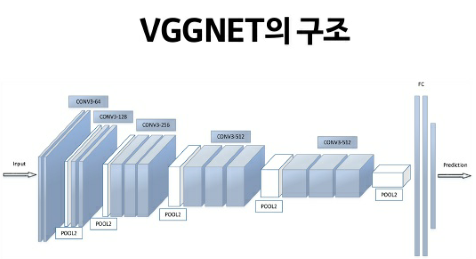 VGGNET의 구조
FC
CONV3-64
CONV3-128
CONV3-256
CONV3-512
CONV3-512
Input
Prediction
POOL2
POOL2
POOL2
POOL2
POOL2